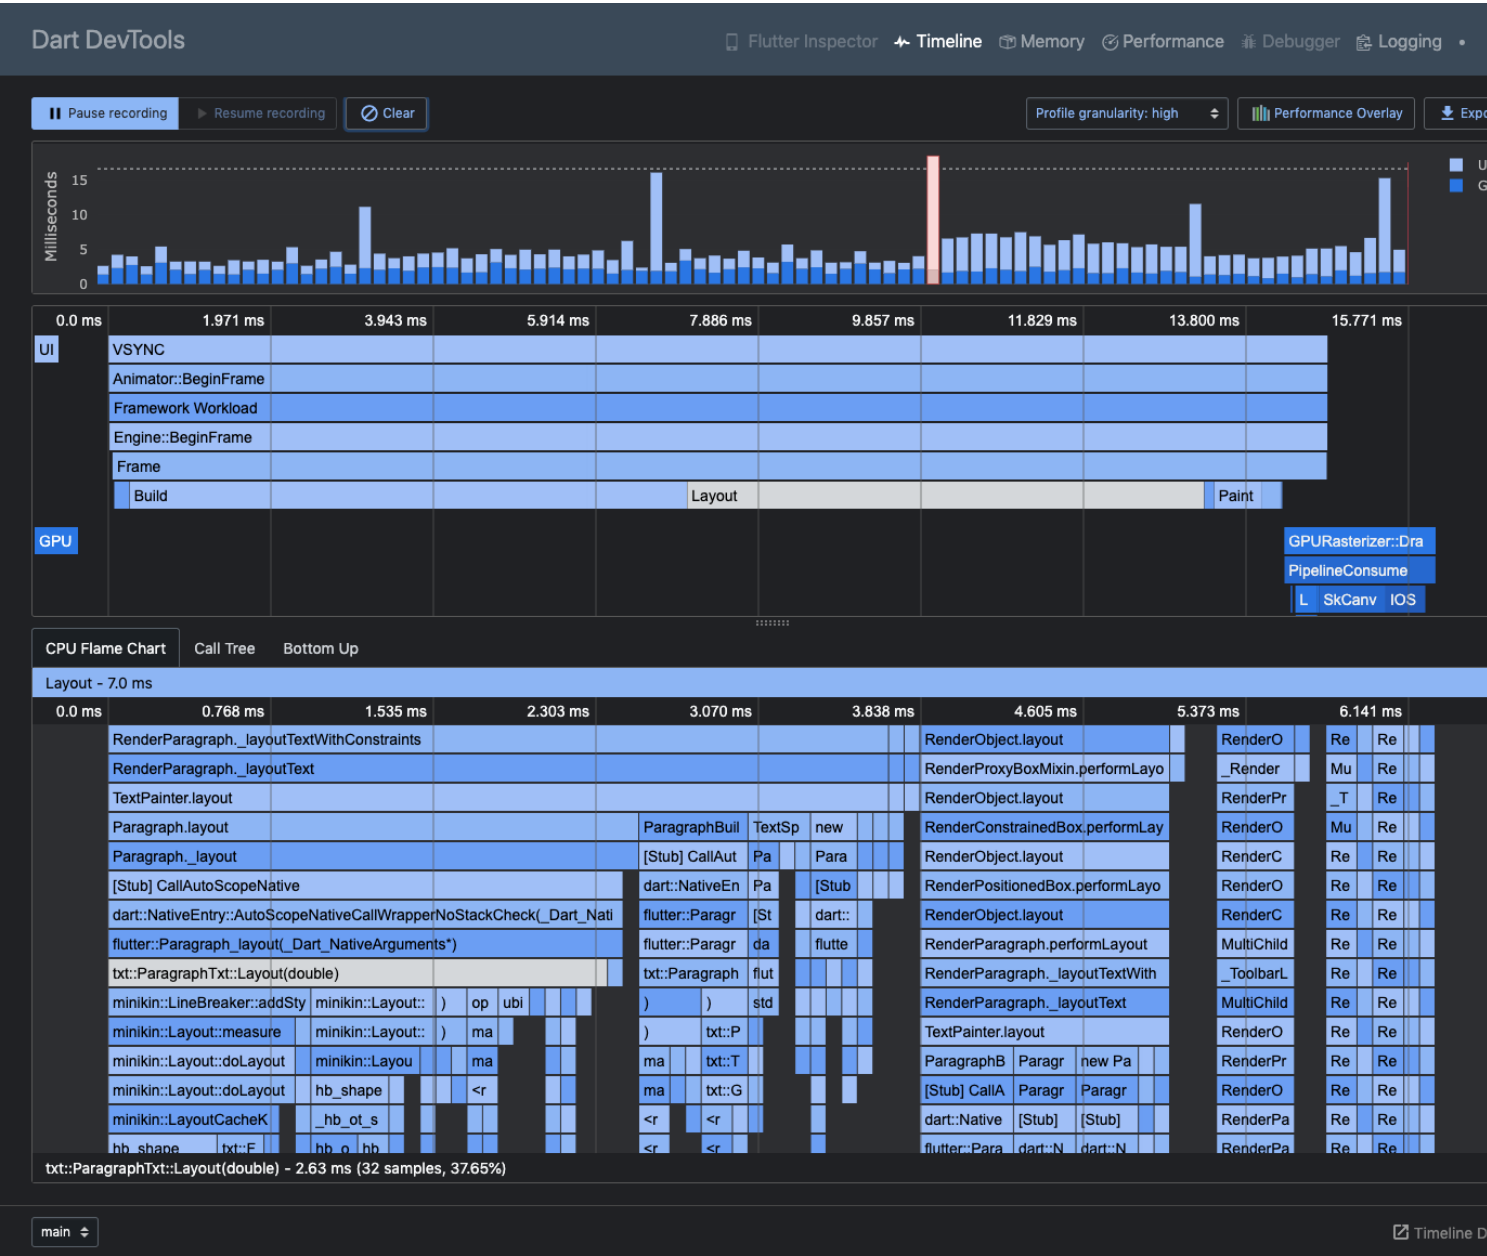 Dart DevTools
Flutter Inspector Timeline Memory Performance Debugger Logging
Pause recording Resume recording Clear Profile granularity: high Performance Overlay Expo
Milliseconds
15
10
5
0
U
G
0.0 ms 1.971 ms 3.943 ms 5.914 ms 7.886 ms 9.857 ms 11.829 ms 13.800 ms 15.771 ms
UI VSYNC
Animator::BeginFrame
Framework Workload
Engine::BeginFrame
Frame
Build Layout Paint
GPU GPURasterizer::Dra
PipelineConsume
L SkCanv IOS
CPU Flame Chart Call Tree Bottom Up
Layout - 7.0 ms
0.0 ms 0.768 ms 1.535 ms 2.303 ms 3.070 ms 3.838 ms 4.605 ms 5.373 ms 6.141 ms
RenderParagraph._layoutTextWithConstraints RenderObject.layout RenderO Re Re
RenderParagraph._layoutText RenderProxyBoxMixin.performLayo _Render Mu Re
TextPainter.layout RenderObject.layout RenderPr _T Re
Paragraph.layout ParagraphBuil TextSp new RenderConstrainedBox.performLay RenderO Mu Re
Paragraph._layout [Stub] CallAut Pa Para RenderObject.layout RenderC Re Re
[Stub] CallAutoScopeNative dart::NativeEn Pa [Stub RenderPositionedBox.performLayo RenderO Re Re
dart::NativeEntry::AutoScopeNativeCallWrapperNoStackCheck(_Dart_Nati flutter::Paragr [St dart:: RenderObject.layout RenderC Re Re
flutter::Paragraph_layout(_Dart_NativeArguments*) flutter::Paragr da flutte RenderParagraph.performLayout MultiChild Re Re
txt::ParagraphTxt::Layout(double) txt::Paragraph flut RenderParagraph._layoutTextWith _ToolbarL Re Re
minikin::LineBreaker::addSty minikin::Layout:: ) op ubi ) ) std RenderParagraph._layoutText MultiChild Re Re
minikin::Layout::measure minikin::Layout:: ) ma ) txt::P TextPainter.layout RenderO Re Re
minikin::Layout::doLayout minikin::Layou ma ma txt::T ParagraphB Paragr new Pa RenderPr Re Re
minikin::Layout::doLayout hb_shape <r ma txt::G [Stub] CallA Paragr Paragr RenderO Re Re
minikin::LayoutCacheK _hb_ot_s <r <r dart::Native [Stub] [Stub] RenderPa Re Re
hb_shape txt::F hb_o hb_ <r <r flutter::Para dart::N dart::N RenderPa Re Re
txt::ParagraphTxt::Layout(double) - 2.63 ms (32 samples, 37.65%)
main Timeline D